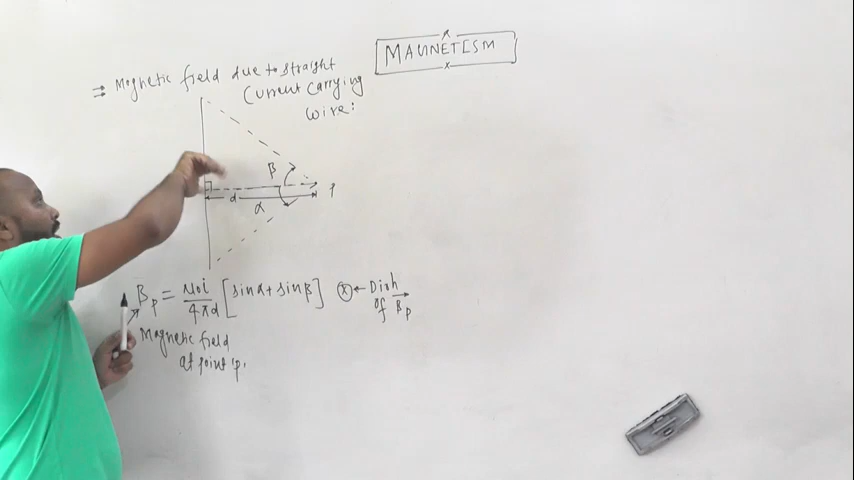 MAGNETISM
⇒ Magnetic field due to straight
Current Carrying
wire:
β
P
d
α
Bp = μ0i/4πd [sinα + sinβ] ⊗ ← Dirn
of Bp
Magnetic field
at point 'p.